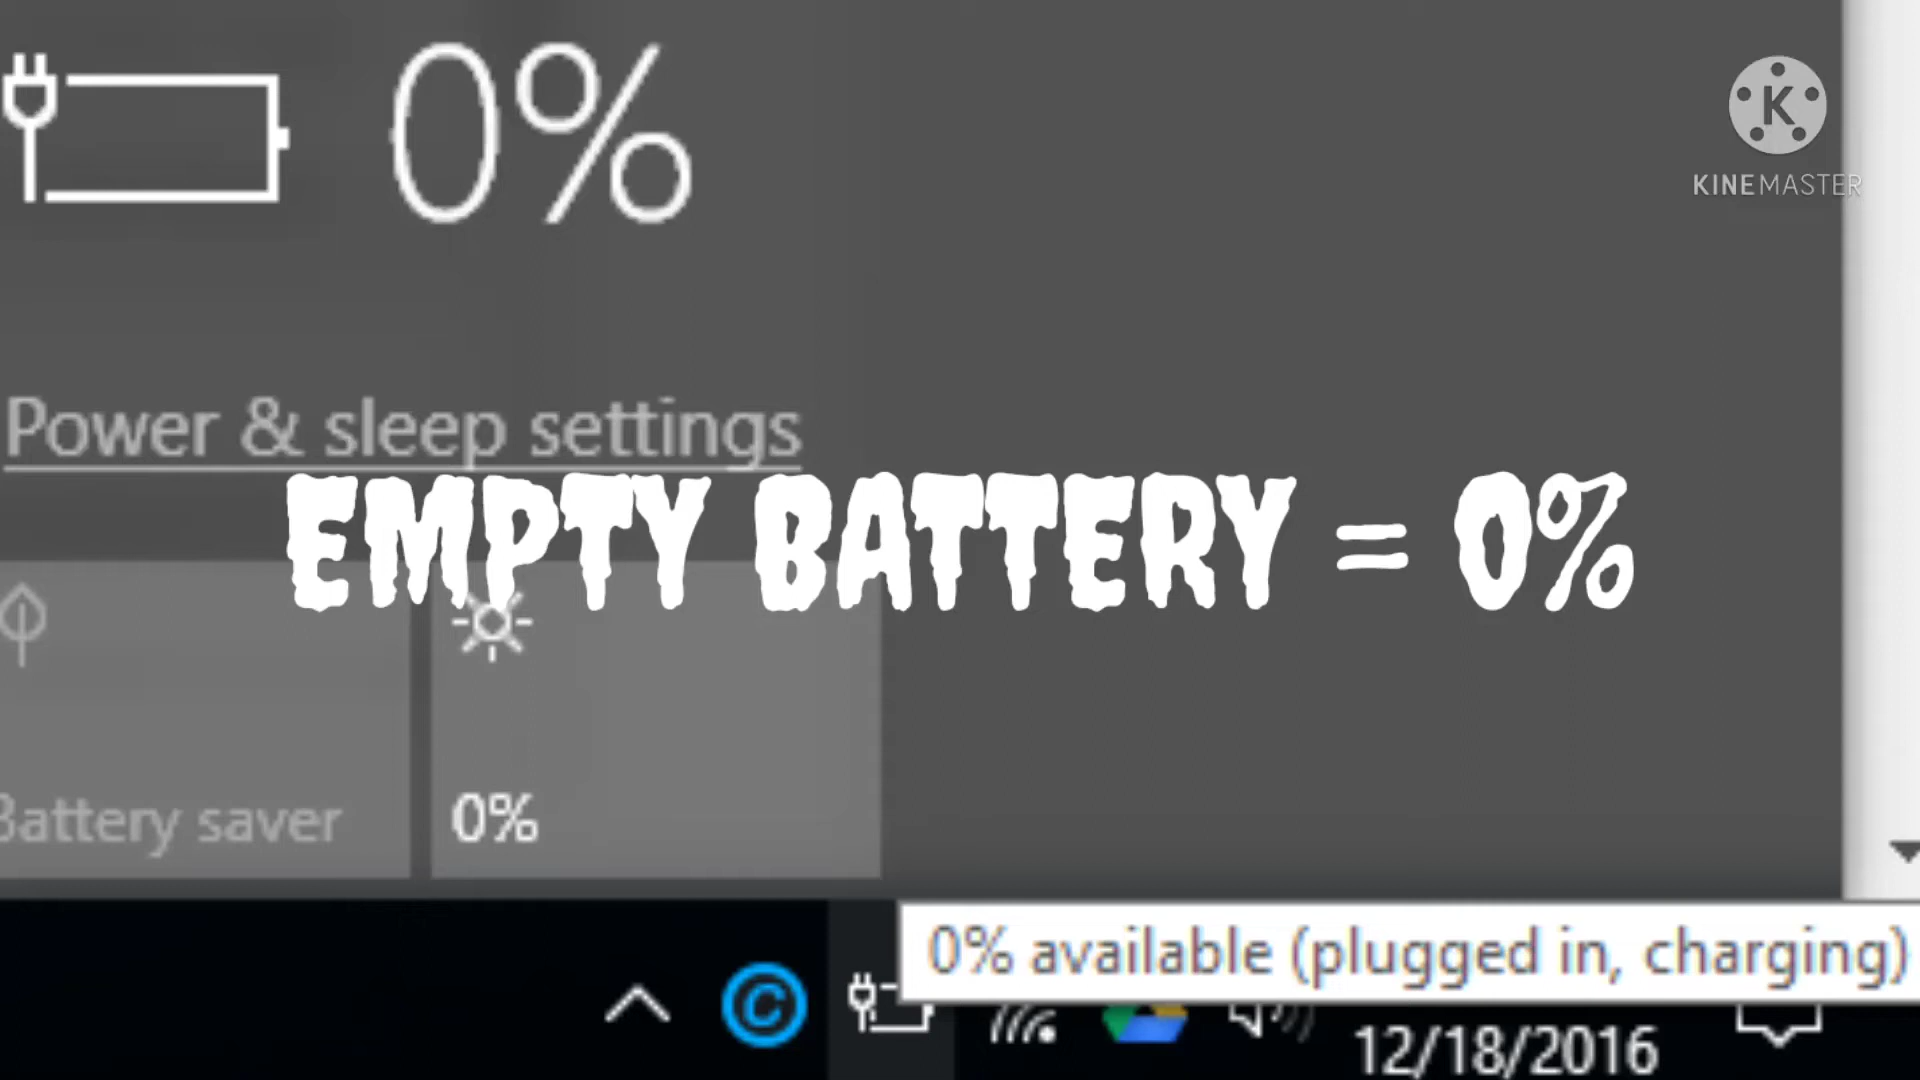 0%
K
KINEMASTER
Power & sleep settings
EMPTY BATTERY = 0%
Battery saver
0%
0% available (plugged in, charging)
12/18/2016